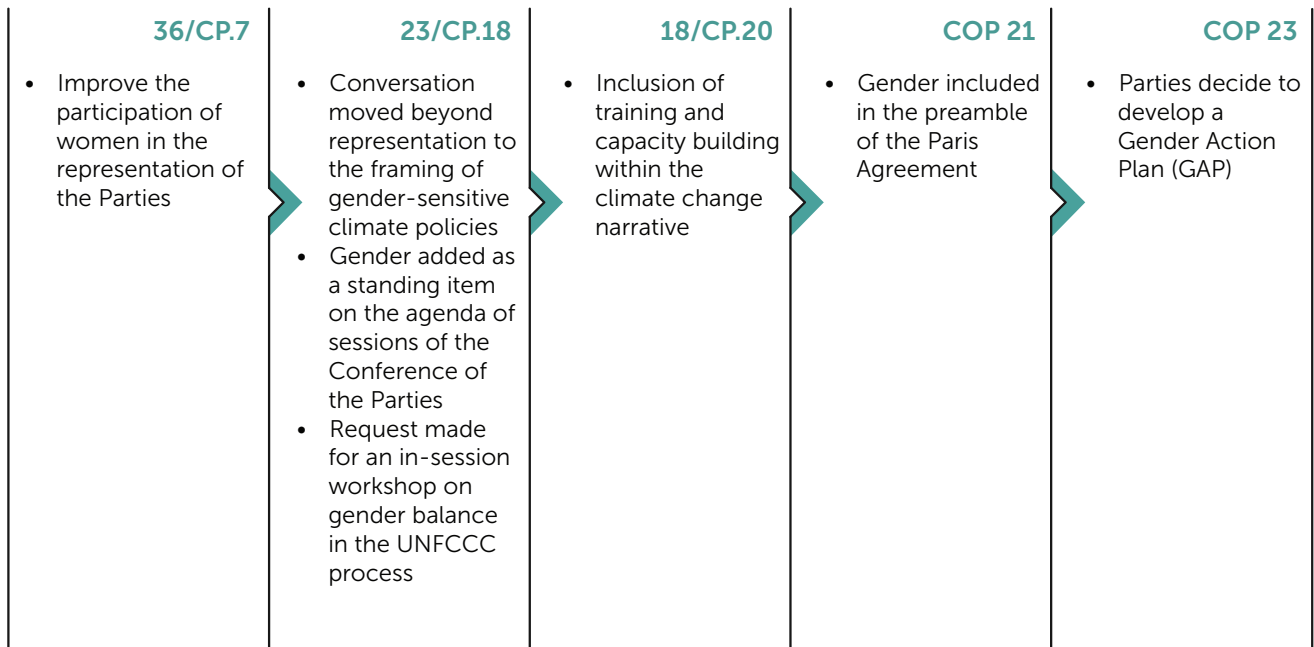 36/CP.7
• Improve the
participation of
women in the
representation of
the Parties
23/CP.18
• Conversation
moved beyond
representation to
the framing of
gender-sensitive
climate policies
• Gender added as
a standing item
on the agenda of
sessions of the
Conference of
the Parties
• Request made
for an in-session
workshop on
gender balance
in the UNFCCC
process
18/CP.20
• Inclusion of
training and
capacity building
within the
climate change
narrative
COP 21
• Gender included
in the preamble
of the Paris
Agreement
COP 23
• Parties decide to
develop a
Gender Action
Plan (GAP)